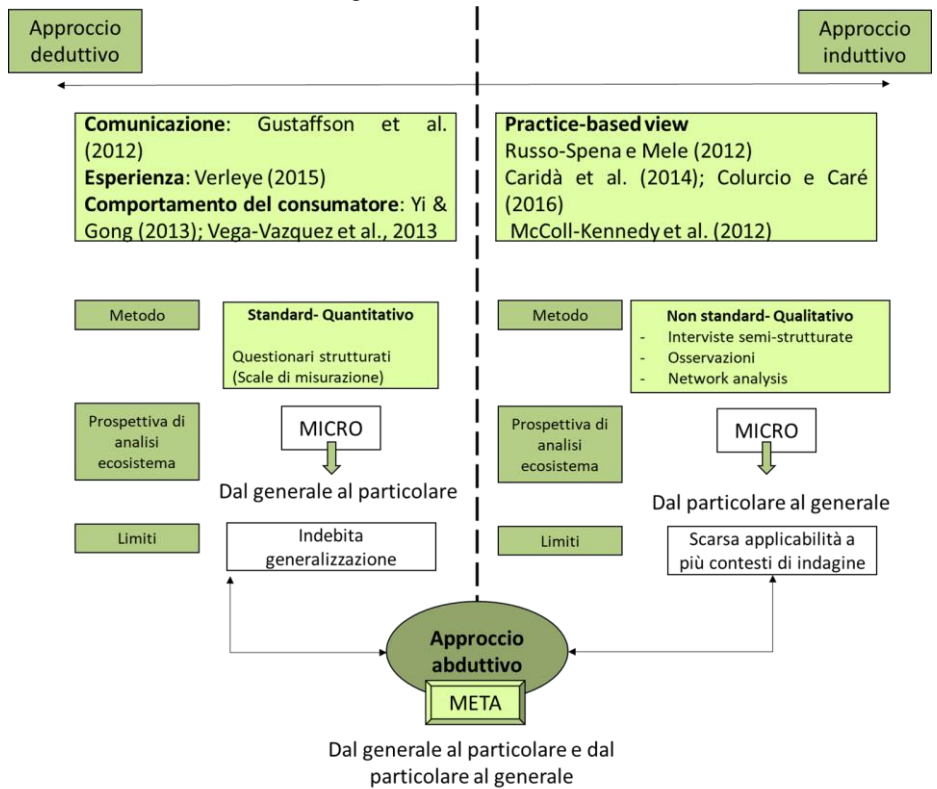 Approccio
deduttivo
Approccio
induttivo
Comunicazione: Gustaffson et al.
(2012)
Esperienza: Verleye (2015)
Comportamento del consumatore: Yi &
Gong (2013); Vega-Vazquez et al., 2013
Practice-based view
Russo-Spena e Mele (2012)
Caridà et al. (2014); Colurcio e Caré
(2016)
McColl-Kennedy et al. (2012)
Metodo
Standard- Quantitativo
Questionari strutturati
(Scale di misurazione)
Metodo
Non standard- Qualitativo
- Interviste semi-strutturate
- Osservazioni
- Network analysis
Prospettiva di
analisi
ecosistema
MICRO
Dal generale al particolare
Prospettiva di
analisi
ecosistema
MICRO
Dal particolare al generale
Limiti
Indebita
generalizzazione
Limiti
Scarsa applicabilità a
più contesti di indagine
Approccio
abduttivo
META
Dal generale al particolare e dal
particolare al generale